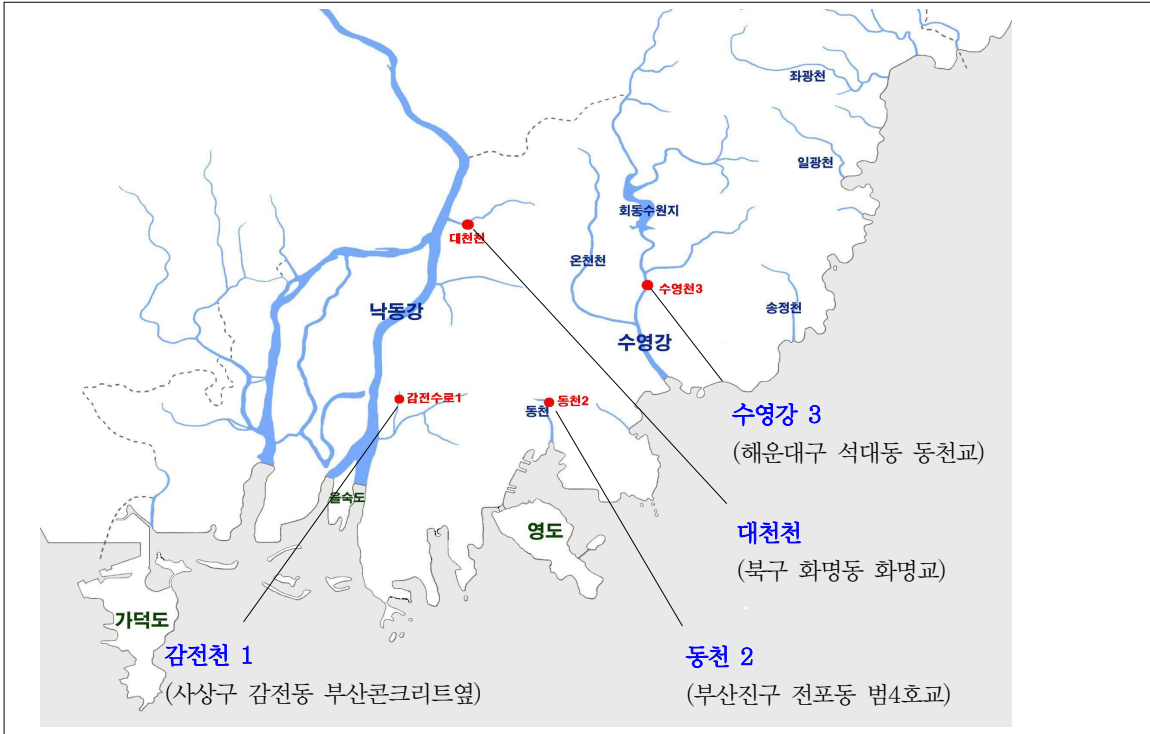 좌광천
일광천
회동수원지
대천천
온천천
수영천3
송정천
낙동강
수영강
감전수로1
동천2
동천
수영강 3
(해운대구 석대동 동천교)
을숙도
영도
대천천
(북구 화명동 화명교)
가덕도
감전천 1
(사상구 감전동 부산콘크리트옆)
동천 2
(부산진구 전포동 범4호교)